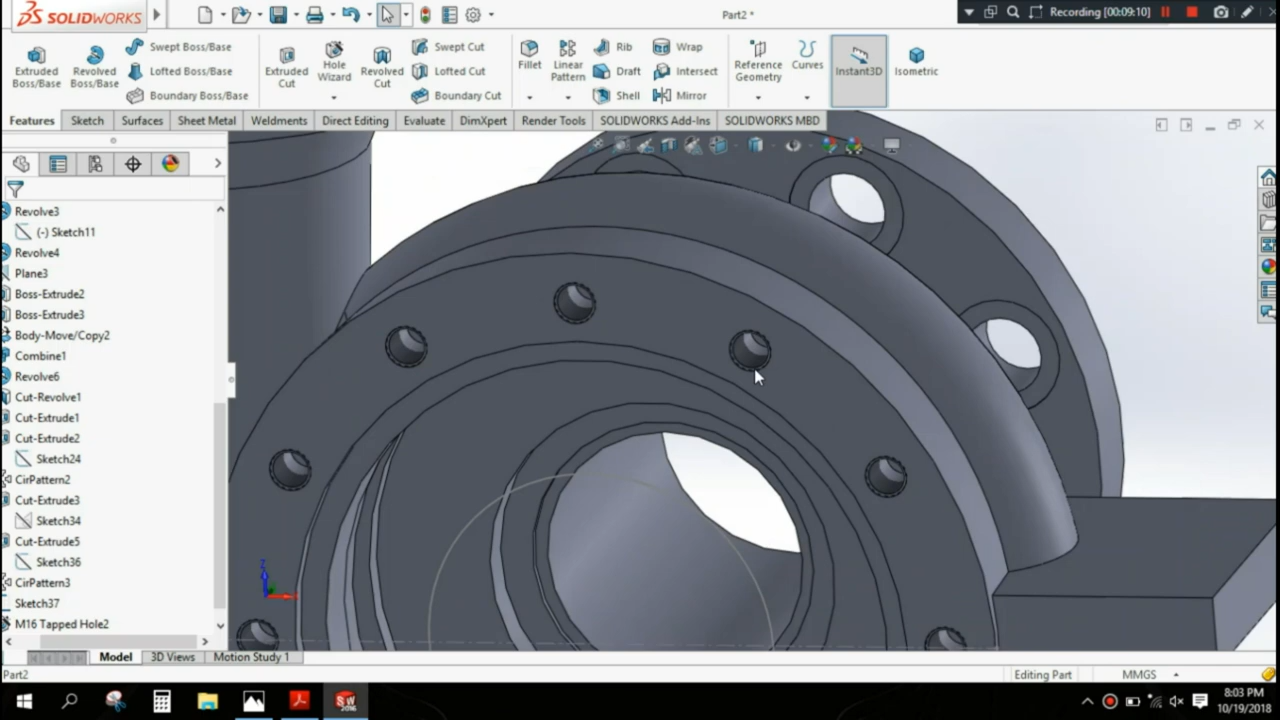 SOLIDWORKS
Part2 *
Recording [00:09:10]
Extruded Boss/Base
Revolved Boss/Base
Swept Boss/Base
Lofted Boss/Base
Boundary Boss/Base
Extruded Cut
Hole Wizard
Revolved Cut
Swept Cut
Lofted Cut
Boundary Cut
Fillet
Linear Pattern
Rib
Draft
Shell
Wrap
Intersect
Mirror
Reference Geometry
Curves
Instant3D
Isometric
Features
Sketch
Surfaces
Sheet Metal
Weldments
Direct Editing
Evaluate
DimXpert
Render Tools
SOLIDWORKS Add-Ins
SOLIDWORKS MBD
Revolve3
(-) Sketch11
Revolve4
Plane3
Boss-Extrude2
Boss-Extrude3
Body-Move/Copy2
Combine1
Revolve6
Cut-Revolve1
Cut-Extrude1
Cut-Extrude2
Sketch24
CirPattern2
Cut-Extrude3
Sketch34
Cut-Extrude5
Sketch36
CirPattern3
Sketch37
M16 Tapped Hole2
Z
Model
3D Views
Motion Study 1
Part2
Editing Part
MMGS
SW
2016
8:03 PM
10/19/2018